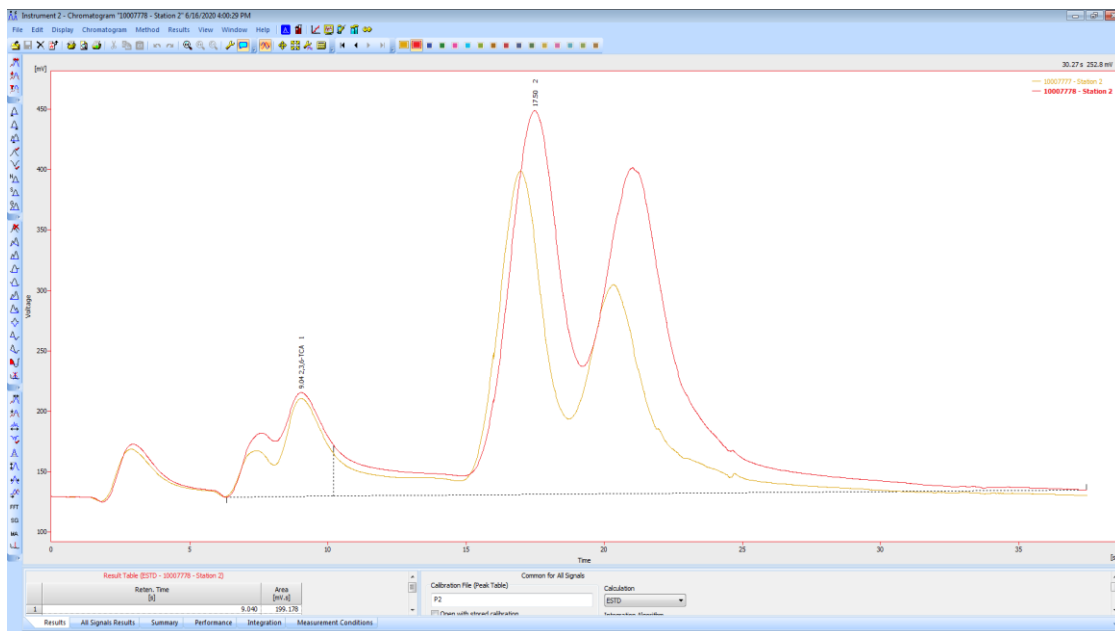 Instrument 2 - Chromatogram "10007778 - Station 2" 6/16/2020 4:00:29 PM
File Edit Display Chromatogram Method Results View Window Help
30.27 s 252.8 mV
[mV]
10007777 - Station 2
10007778 - Station 2
17.50 2
450
400
350
300
Voltage
250
9.04 2,3,6-TCA 1
200
150
100
0 5 10 15 20 25 30 35
Time
FFT
SG
MA
Result Table (ESTD - 10007778 - Station 2)
Reten. Time
[s]
Area
[mV.s]
1 9.040 199.178
Common for All Signals
Calibration File (Peak Table)
P2
Open with stored calibration
Calculation
ESTD
Integration Algorithm
Results All Signals Results Summary Performance Integration Measurement Conditions